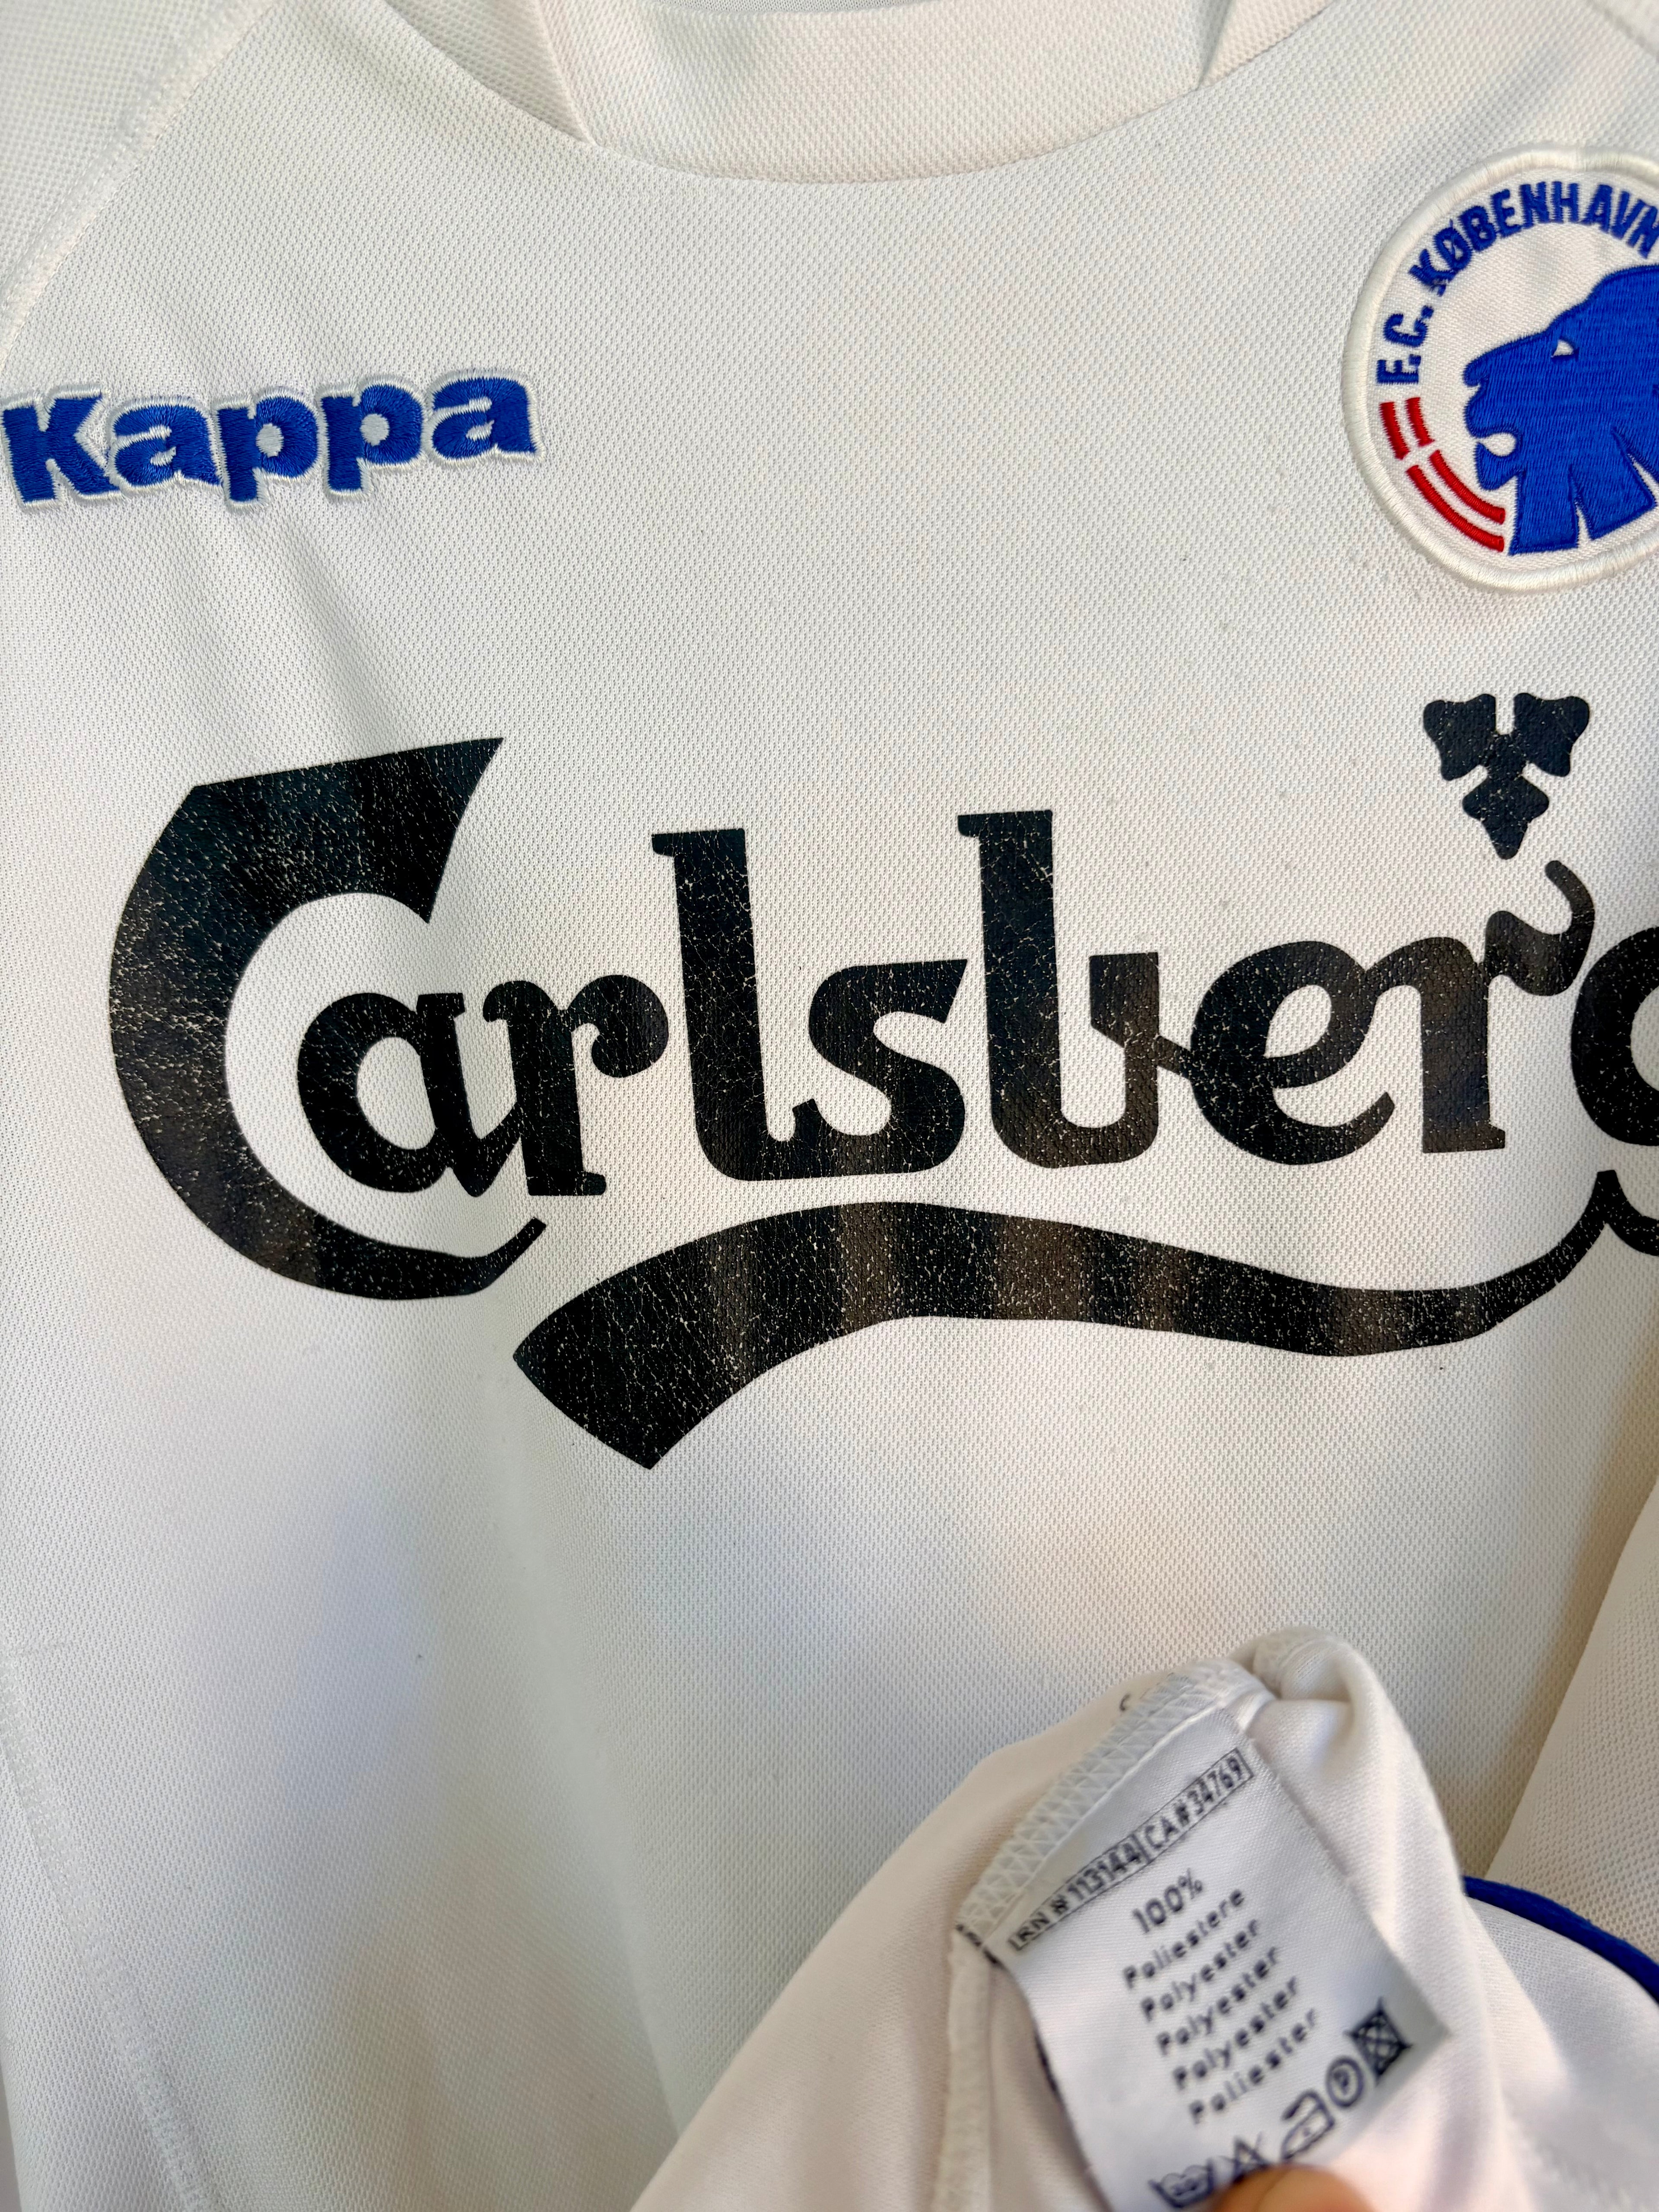 F.C. KØBENHAVN
Kappa
Carlsberg
RN # 113144 CA# 34769
100%
Poliestere
Polyester
Polyester
Polyester
Poliester